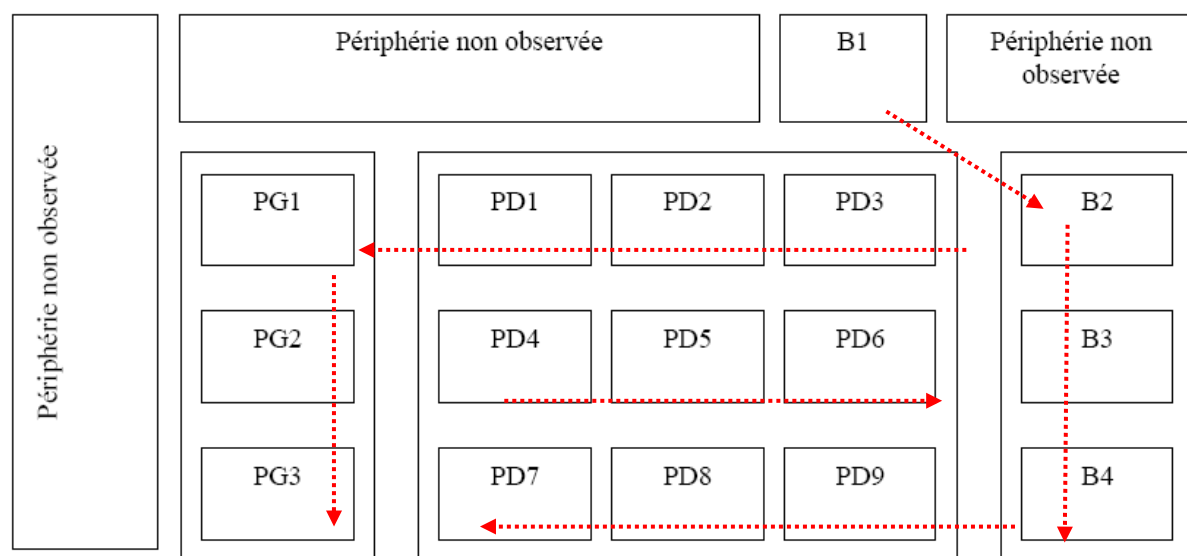 Périphérie non observée
Périphérie non observée
B1
Périphérie non
observée
PG1
PD1
PD2
PD3
B2
PG2
PD4
PD5
PD6
B3
PG3
PD7
PD8
PD9
B4